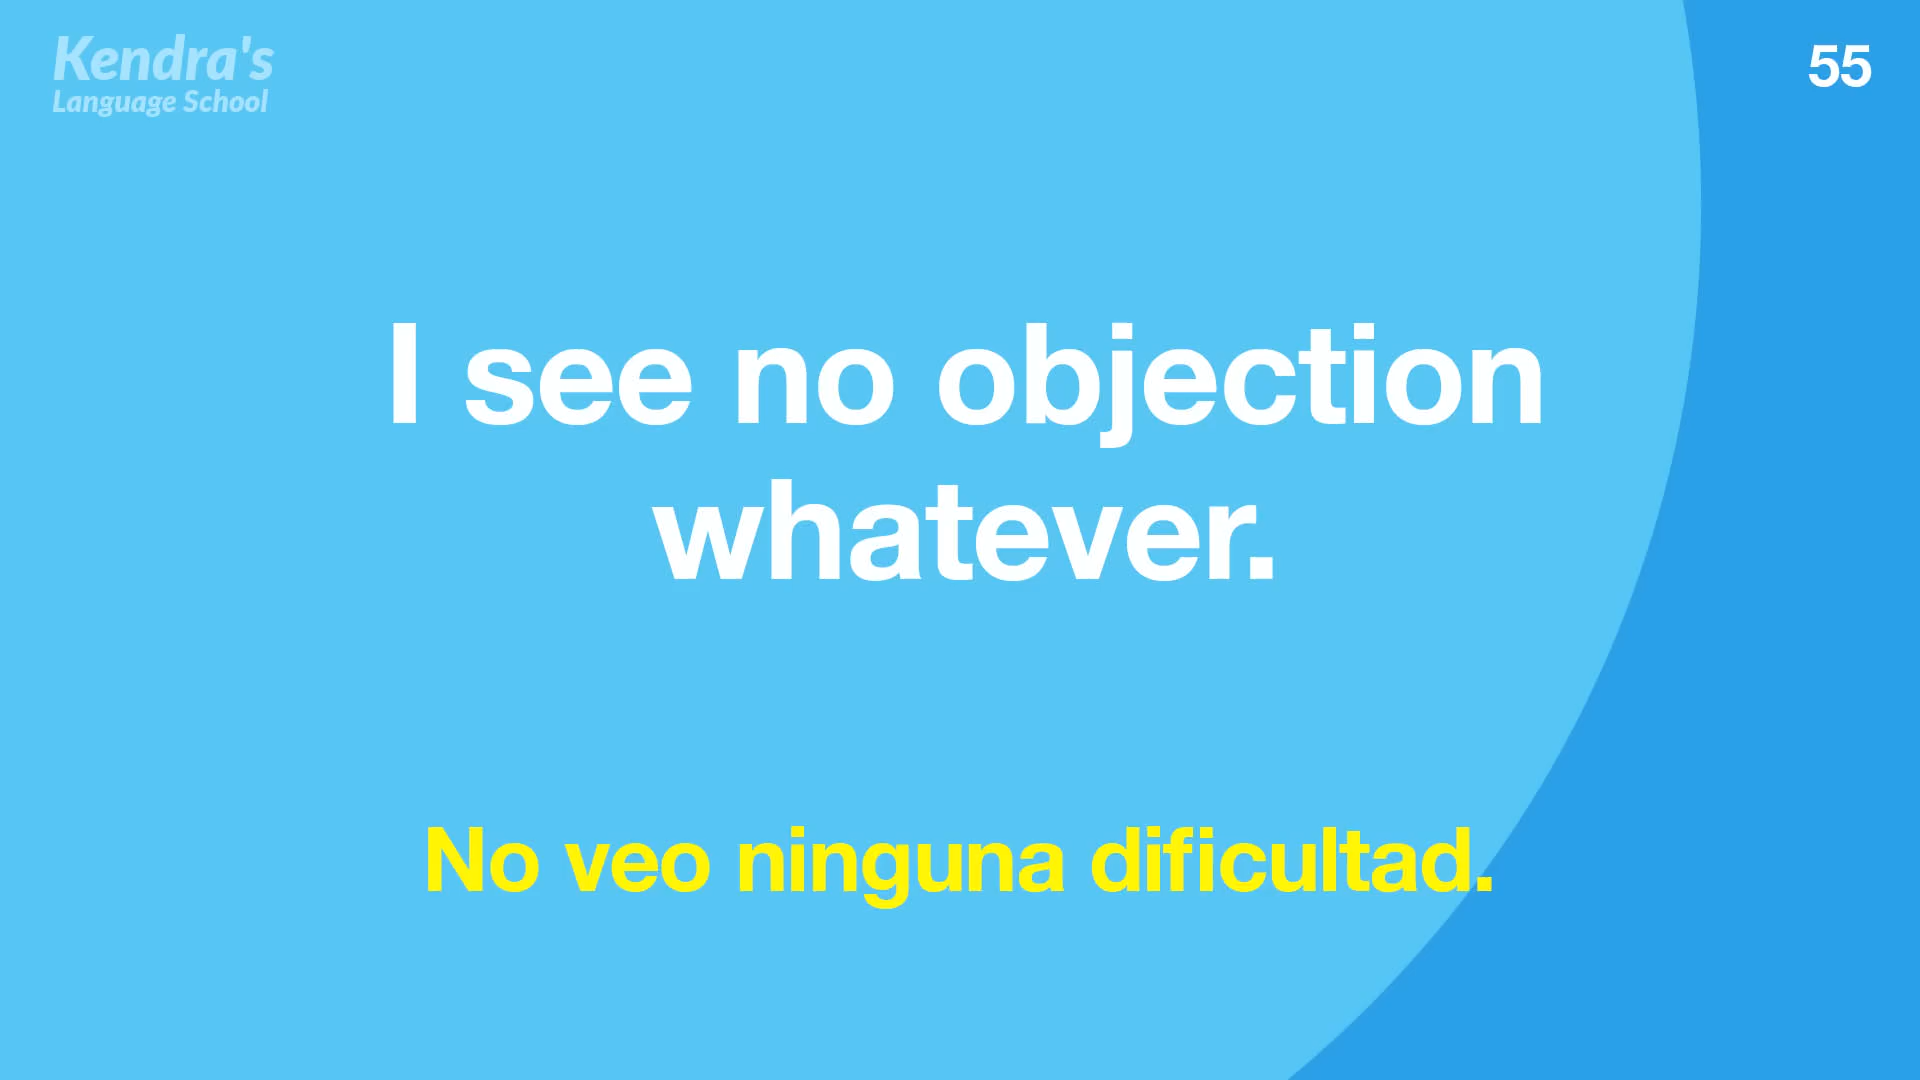 Kendra's
Language School
55
I see no objection
whatever.
No veo ninguna dificultad.